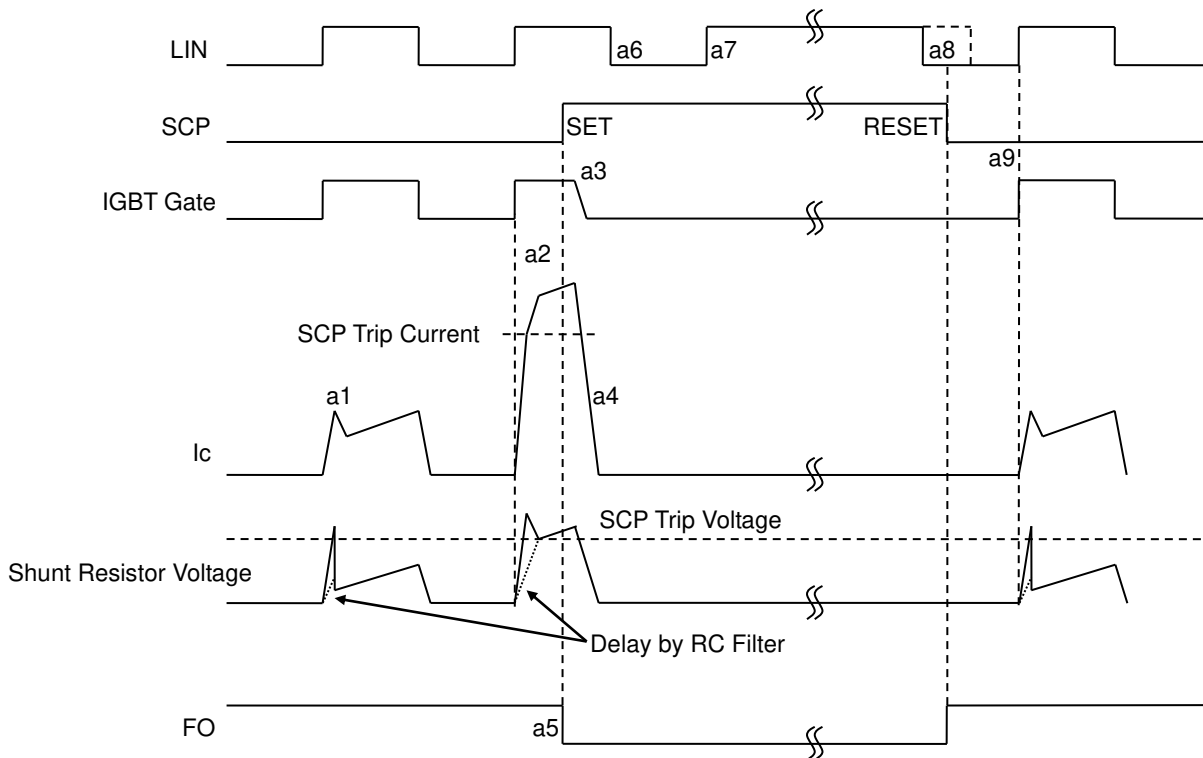 LIN
a6
a7
a8
SCP
SET
RESET
a9
a3
IGBT Gate
a2
SCP Trip Current
a1
a4
Ic
SCP Trip Voltage
Shunt Resistor Voltage
Delay by RC Filter
FO
a5